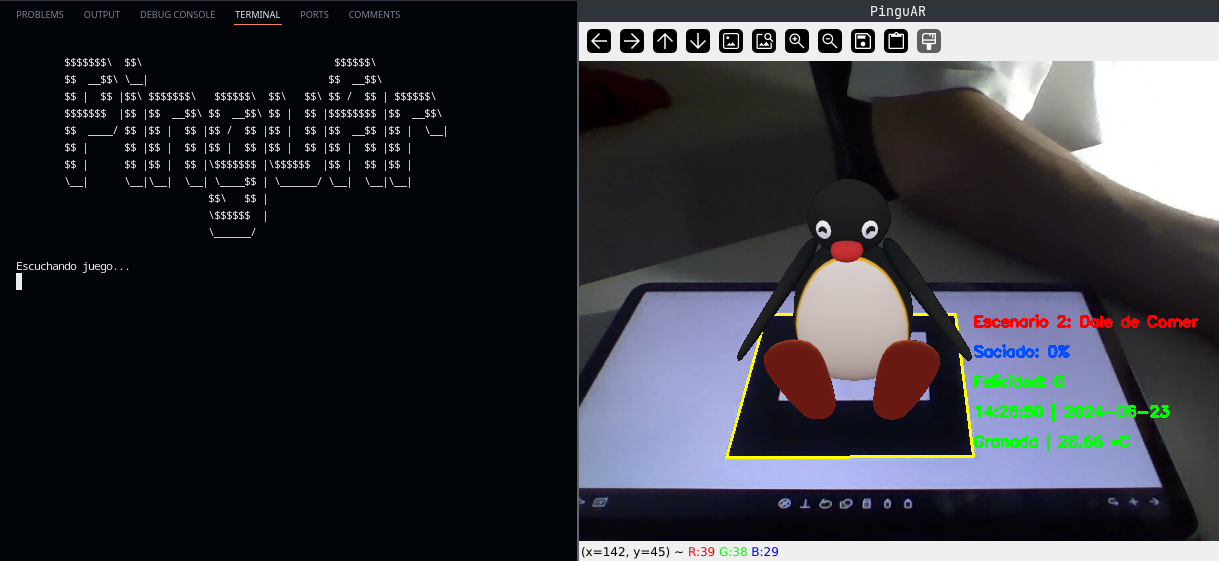 PROBLEMS OUTPUT DEBUG CONSOLE TERMINAL PORTS COMMENTS
$$$$$$$\  $$\                                $$$$$$\
$$  __$$\ \__|                              $$  __$$\
$$ |  $$ |$$\ $$$$$$$\   $$$$$$\  $$\   $$\ $$ /  $$ | $$$$$$\
$$$$$$$  |$$ |$$  __$$\ $$  __$$\ $$ |  $$ |$$$$$$$$ |$$  __$$\
$$  ____/ $$ |$$ |  $$ |$$ /  $$ |$$ |  $$ |$$  __$$ |$$ |  \__|
$$ |      $$ |$$ |  $$ |$$ |  $$ |$$ |  $$ |$$ |  $$ |$$ |
$$ |      $$ |$$ |  $$ |\$$$$$$$ |\$$$$$$  |$$ |  $$ |$$ |
\__|      \__|\__|  \__| \____$$ | \______/ \__|  \__|\__|
                        $$\   $$ |
                        \$$$$$$  |
                        \______/
Escuchando juego...
PinguAR
Escenario 2: Dale de Comer
Saciado: 0%
Felicidad: 0
14:28:50 | 2024-06-23
Granada | 28.66 ºC
(x=142, y=45) ~ R:39 G:38 B:29